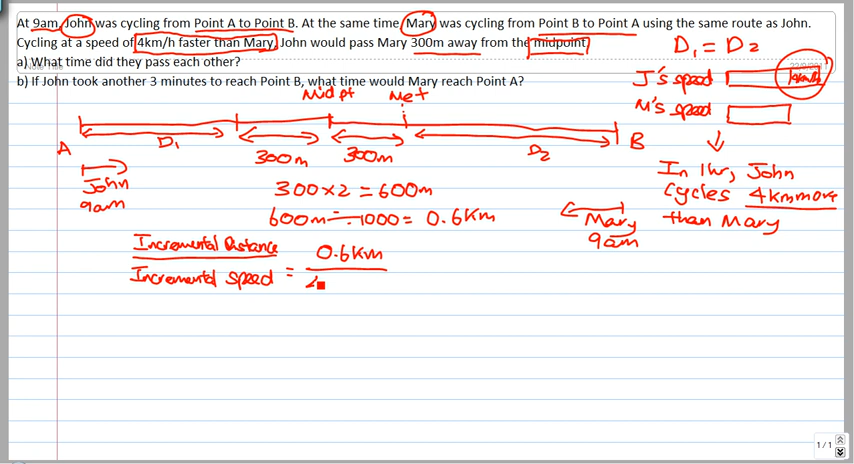 At 9am, John was cycling from Point A to Point B. At the same time, Mary was cycling from Point B to Point A using the same route as John.
Cycling at a speed of 4km/h faster than Mary, John would pass Mary 300m away from the midpoint.
a) What time did they pass each other?
b) If John took another 3 minutes to reach Point B, what time would Mary reach Point A?
D1 = D2
J's speed 4km/h
M's speed
Mid pt Met
A D1 300m 300m D2 B
John
9am
300 x 2 = 600m
600m ÷ 1000 = 0.6Km
Mary
9am
In 1hr, John
cycles 4km more
than Mary
Incremental Distance
Incremental speed = 0.6Km
4
1 / 1